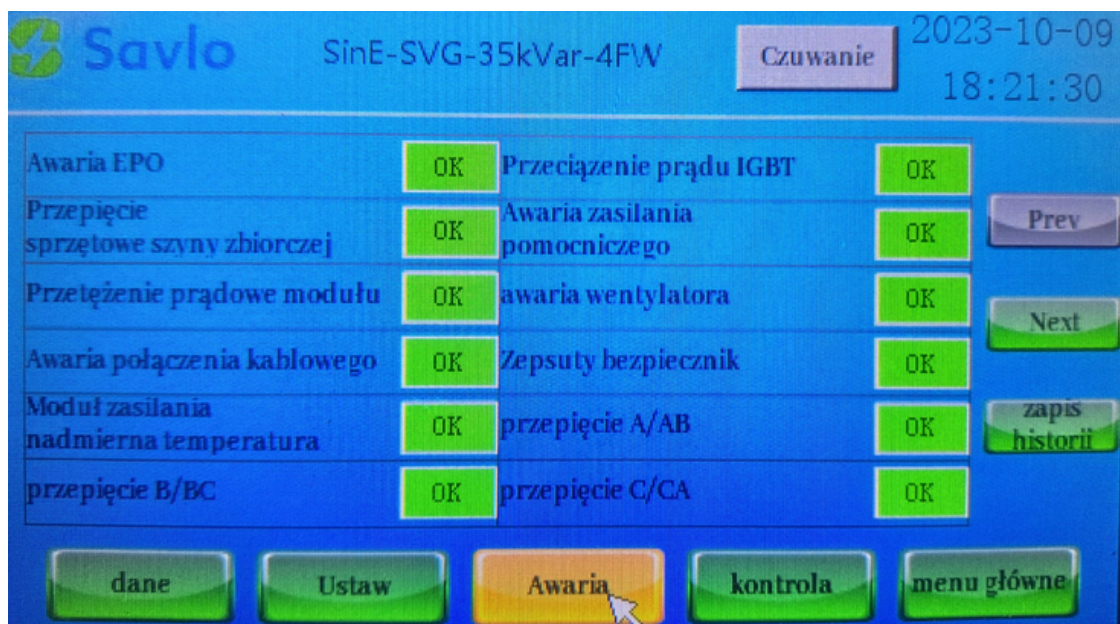 Savlo
SinE-SVG-35kVar-4FW
Czuwanie
2023-10-09
18:21:30
Awaria EPO
OK
Przeciązenie prądu IGBT
OK
Przepięcie
sprzętowe szyny zbiorczej
OK
Awaria zasilania
pomocniczego
OK
Prev
Przetężenie prądowe modułu
OK
awaria wentylatora
OK
Next
Awaria połączenia kablowego
OK
Zepsuty bezpiecznik
OK
Moduł zasilania
nadmierna temperatura
OK
przepięcie A/AB
OK
zapis
historii
przepięcie B/BC
OK
przepięcie C/CA
OK
dane
Ustaw
Awaria
kontrola
menu główne